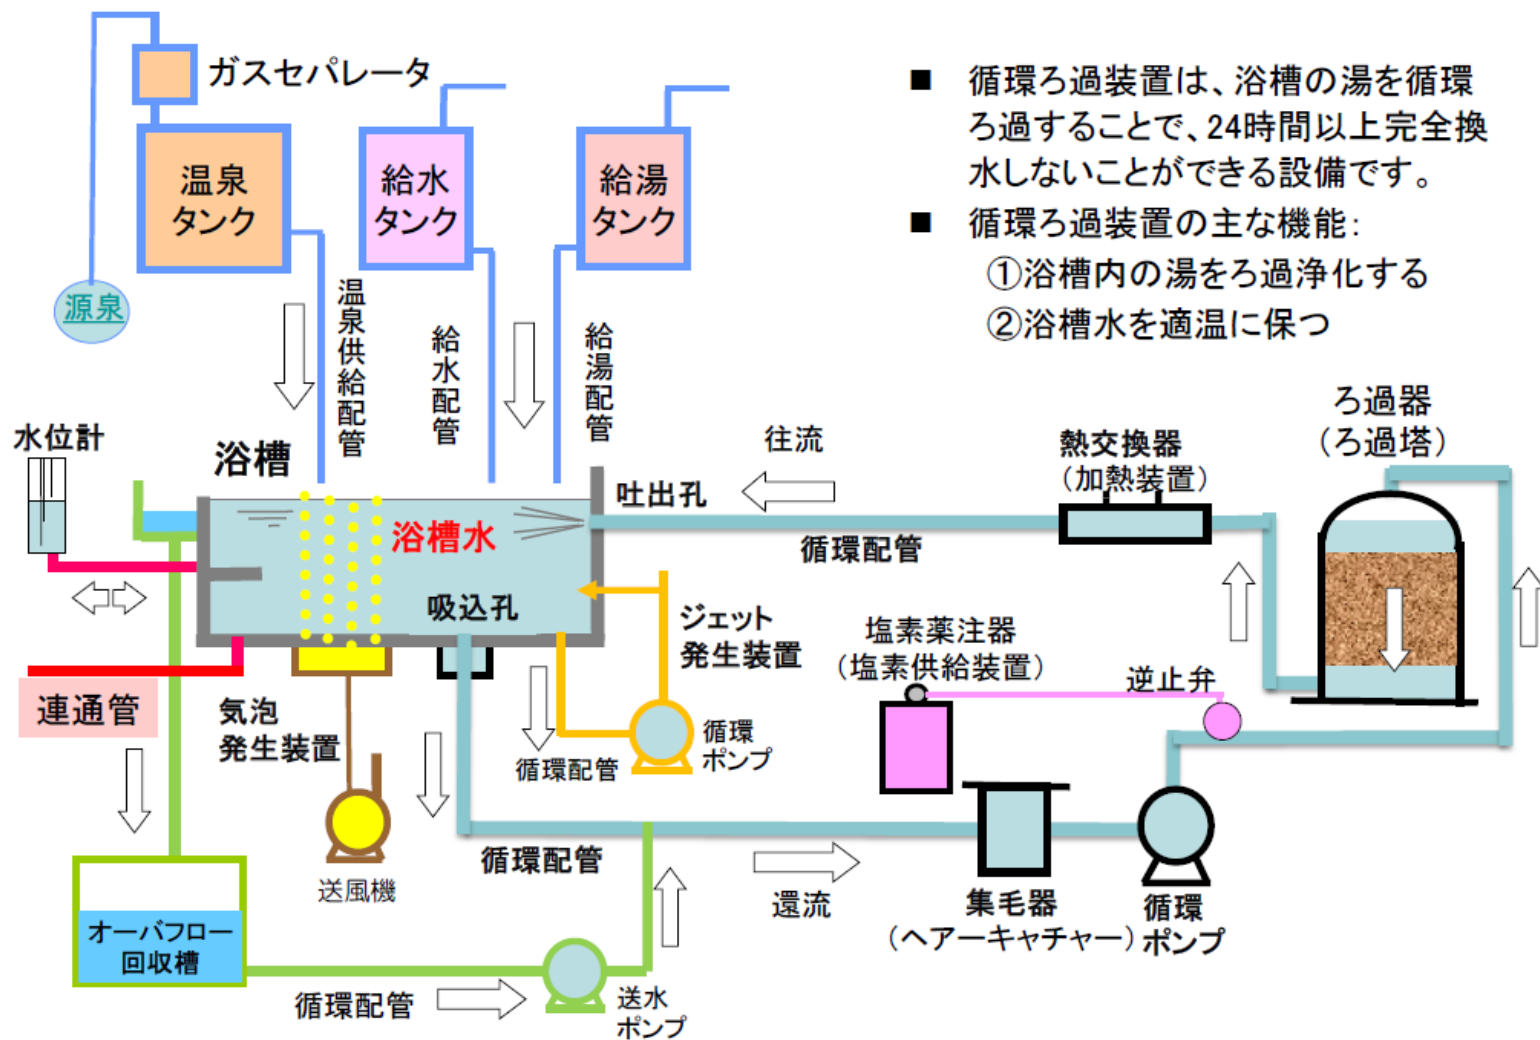 ガスセパレータ
温泉
タンク
給水
タンク
給湯
タンク
源泉
■ 循環ろ過装置は、浴槽の湯を循環
ろ過することで、24時間以上完全換
水しないことができる設備です。
■ 循環ろ過装置の主な機能：
①浴槽内の湯をろ過浄化する
②浴槽水を適温に保つ
温泉供給配管
給水配管
給湯配管
水位計
浴槽
浴槽水
吸込孔
吐出孔
往流
循環配管
熱交換器
（加熱装置）
ろ過器
（ろ過塔）
ジェット
発生装置
塩素薬注器
（塩素供給装置）
逆止弁
連通管
気泡
発生装置
循環配管
循環
ポンプ
送風機
循環配管
還流
集毛器
（ヘアーキャチャー）
循環
ポンプ
オーバフロー
回収槽
循環配管
送水
ポンプ